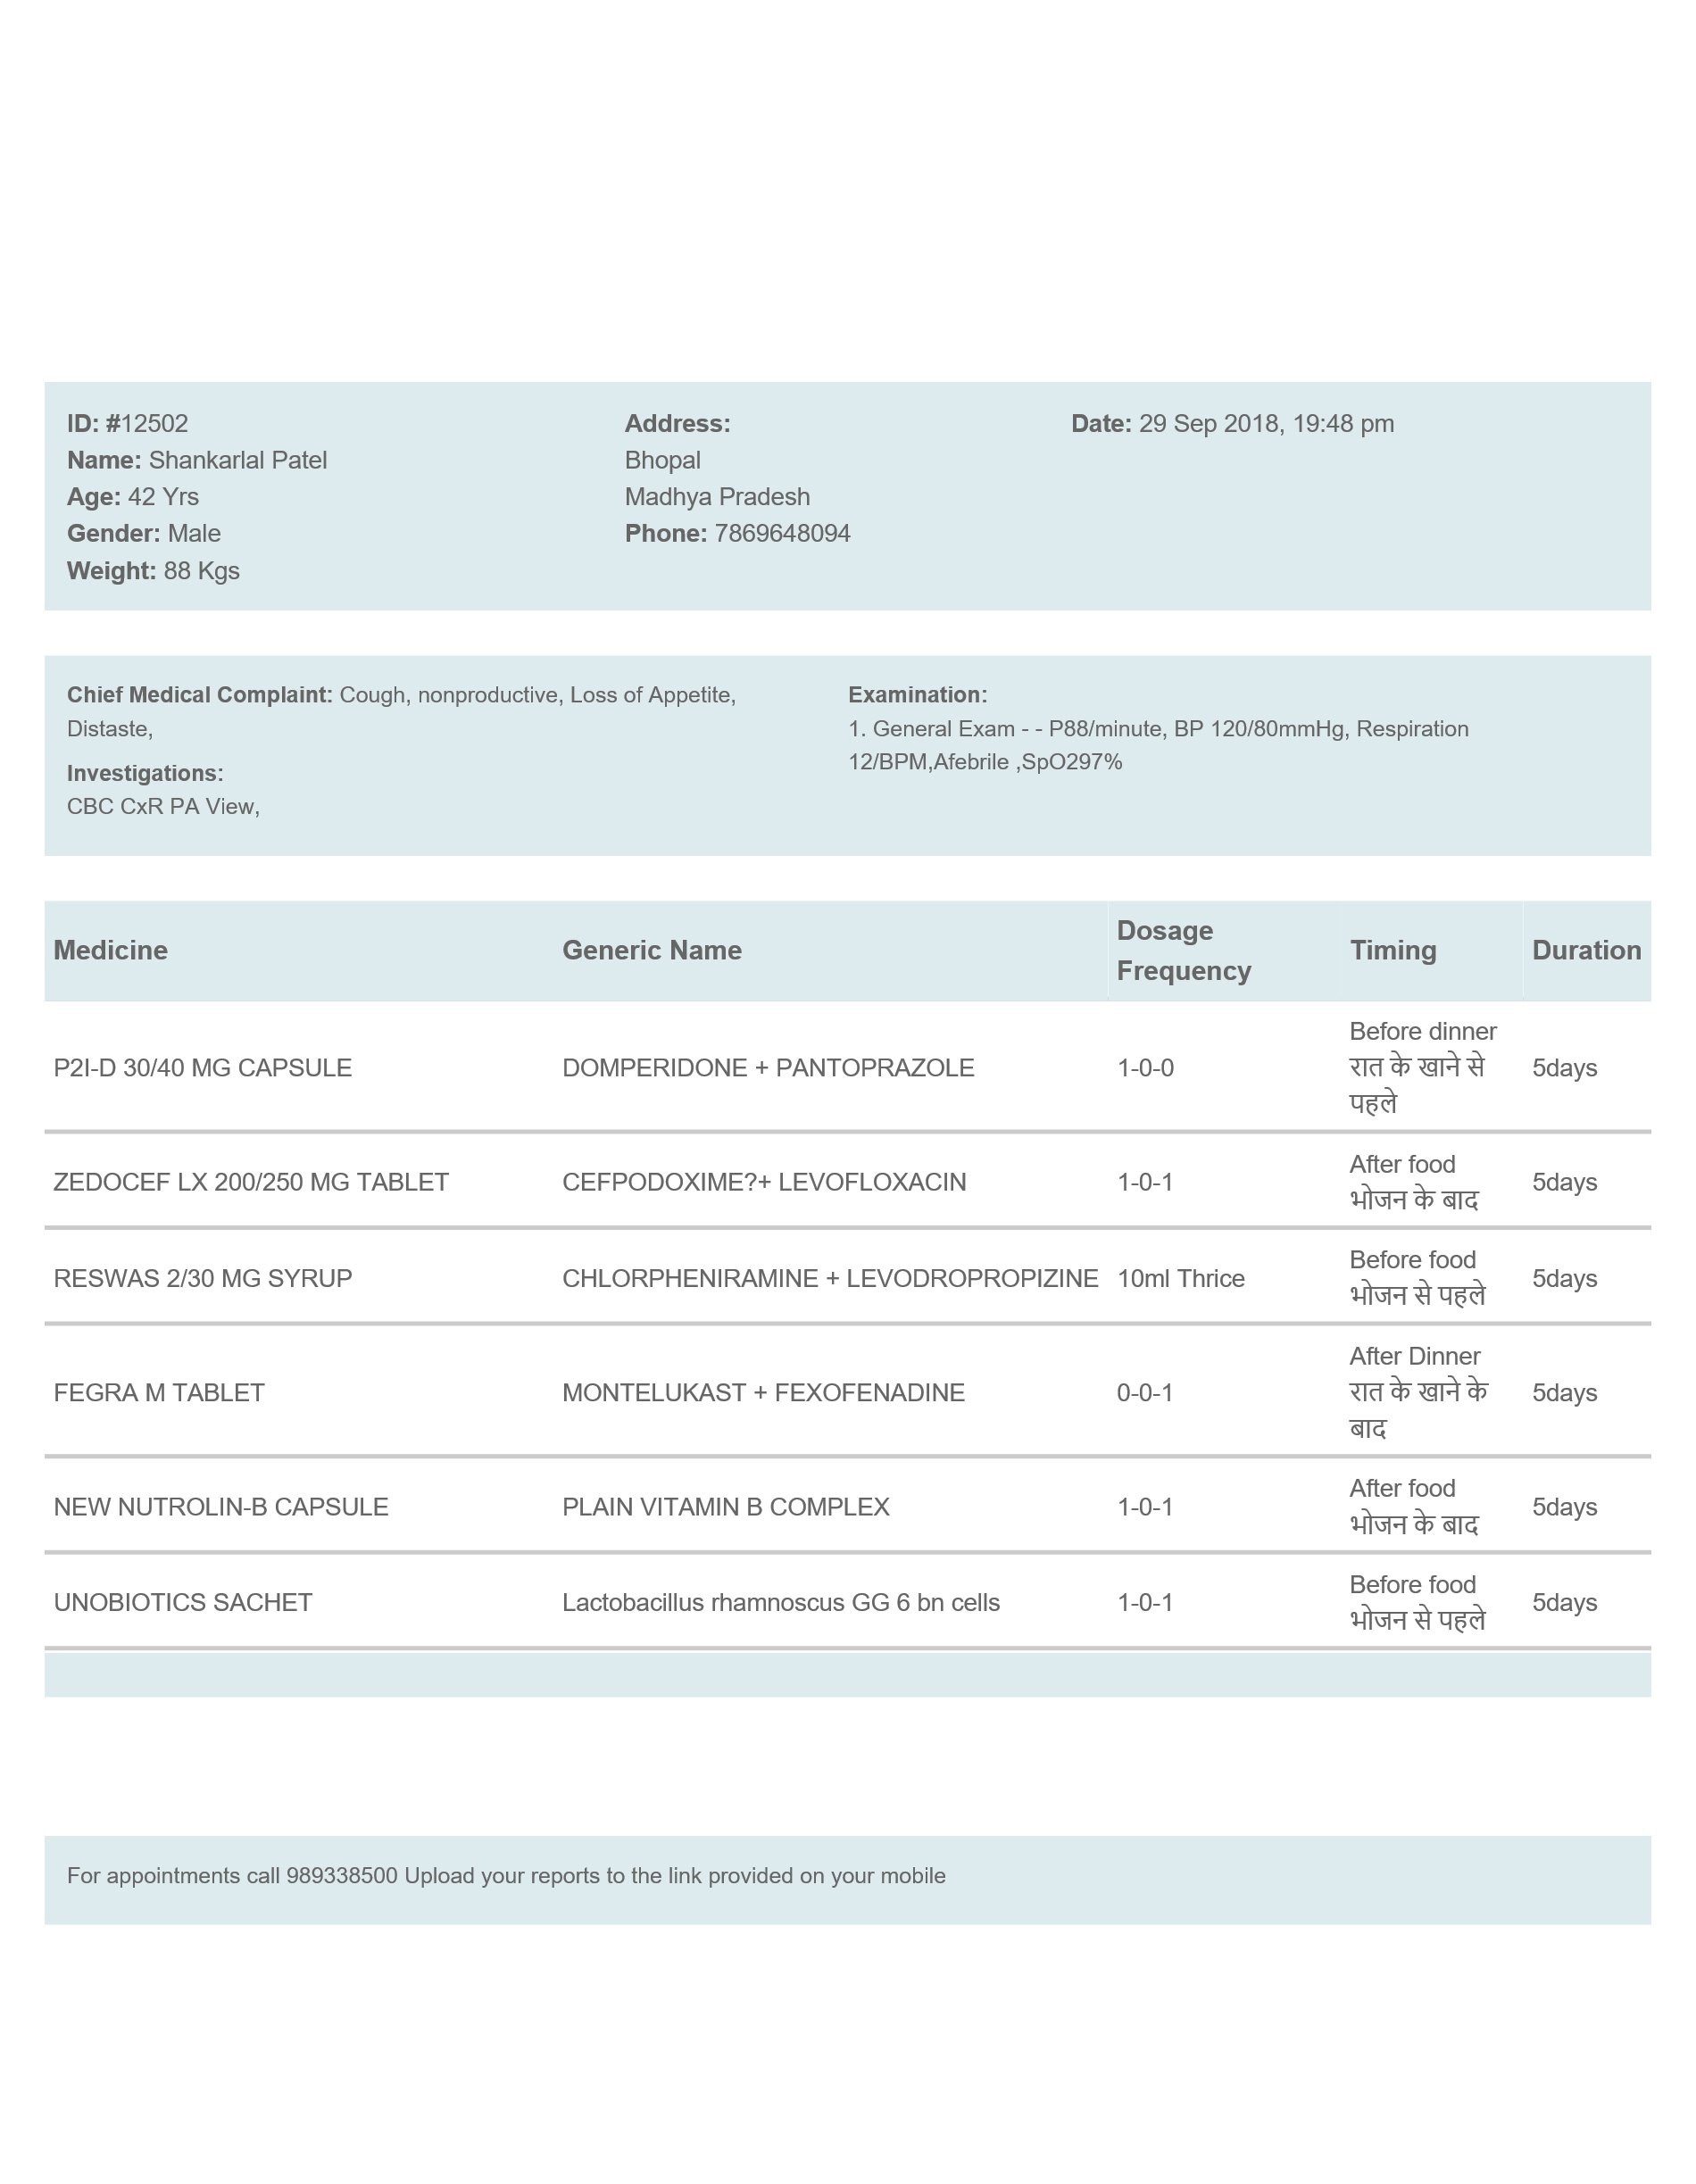 ID: #12502
Name: Shankarlal Patel
Age: 42 Yrs
Gender: Male
Weight: 88 Kgs
Address:
Bhopal
Madhya Pradesh
Phone: 7869648094
Date: 29 Sep 2018, 19:48 pm
Chief Medical Complaint: Cough, nonproductive, Loss of Appetite,
Distaste,
Investigations:
CBC CxR PA View,
Examination:
1. General Exam - - P88/minute, BP 120/80mmHg, Respiration
12/BPM,Afebrile ,SpO297%
Medicine Generic Name Dosage Frequency Timing Duration
P2I-D 30/40 MG CAPSULE DOMPERIDONE + PANTOPRAZOLE 1-0-0 Before dinner रात के खाने से पहले 5days
ZEDOCEF LX 200/250 MG TABLET CEFPODOXIME?+ LEVOFLOXACIN 1-0-1 After food भोजन के बाद 5days
RESWAS 2/30 MG SYRUP CHLORPHENIRAMINE + LEVODROPROPIZINE 10ml Thrice Before food भोजन से पहले 5days
FEGRA M TABLET MONTELUKAST + FEXOFENADINE 0-0-1 After Dinner रात के खाने के बाद 5days
NEW NUTROLIN-B CAPSULE PLAIN VITAMIN B COMPLEX 1-0-1 After food भोजन के बाद 5days
UNOBIOTICS SACHET Lactobacillus rhamnoscus GG 6 bn cells 1-0-1 Before food भोजन से पहले 5days
For appointments call 989338500 Upload your reports to the link provided on your mobile